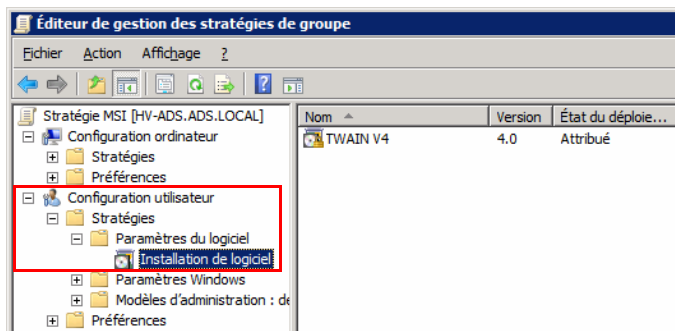 Éditeur de gestion des stratégies de groupe
Fichier Action Affichage ?
Stratégie MSI [HV-ADS.ADS.LOCAL]
Configuration ordinateur
Stratégies
Préférences
Configuration utilisateur
Stratégies
Paramètres du logiciel
Installation de logiciel
Paramètres Windows
Modèles d'administration : de
Préférences
Nom Version État du déploie...
TWAIN V4 4.0 Attribué